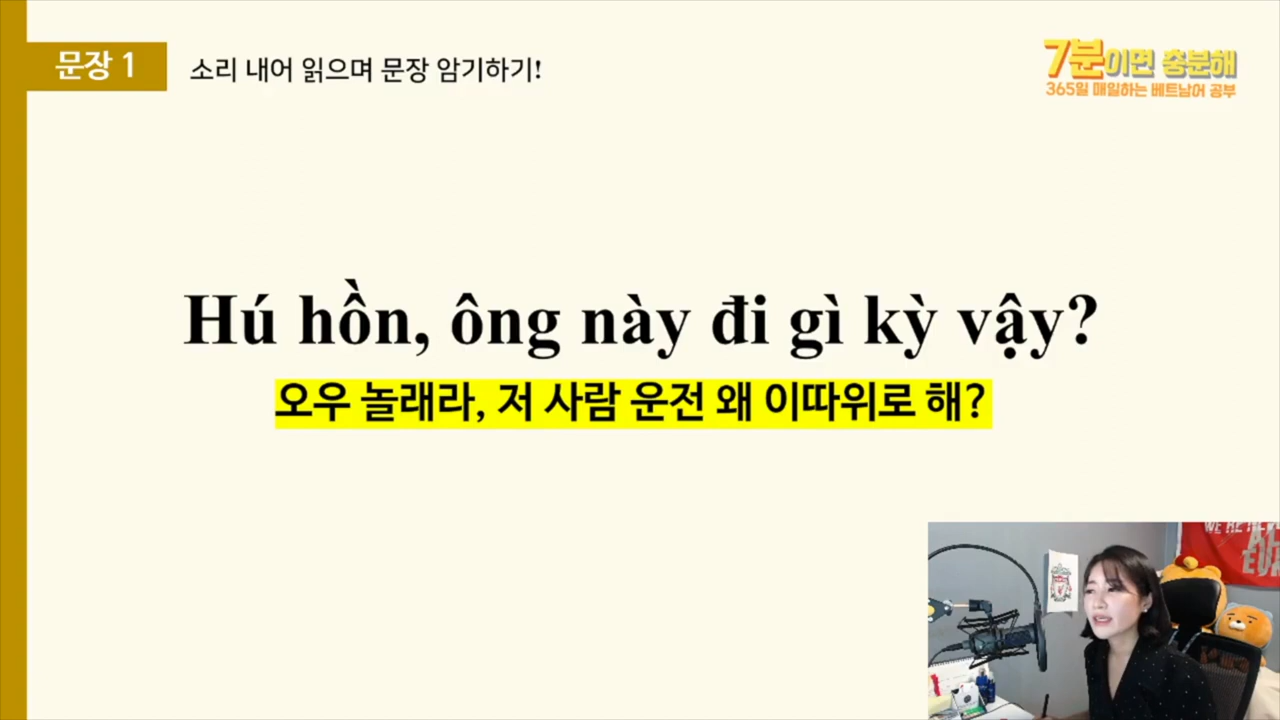 문장 1
소리 내어 읽으며 문장 암기하기!
7분이면 충분해
365일 매일하는 베트남어 공부
Hú hồn, ông này đi gì kỳ vậy?
오우 놀래라, 저 사람 운전 왜 이따위로 해?